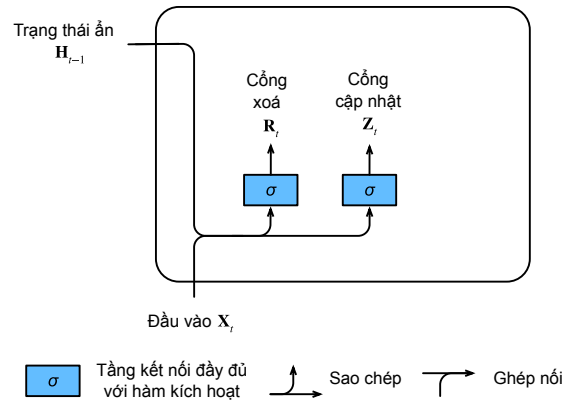 Trạng thái ẩn
H_{t−1}
Cổng
xoá
R_t
Cổng
cập nhật
Z_t
σ
σ
Đầu vào X_t
σ
Tầng kết nối đầy đủ
với hàm kích hoạt
Sao chép
Ghép nối